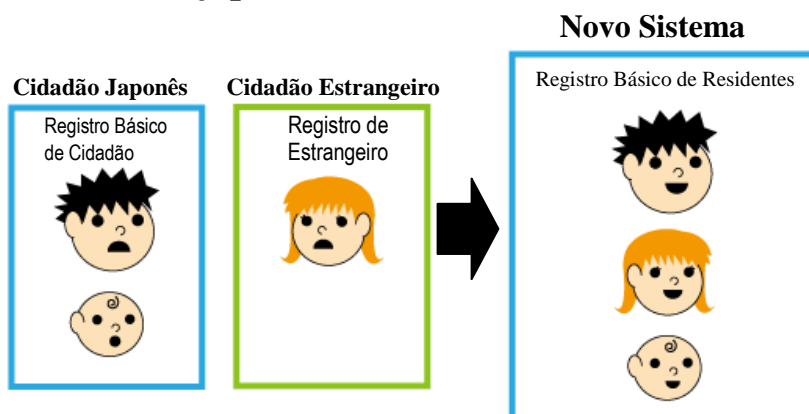 Novo Sistema
Cidadão Japonês
Cidadão Estrangeiro
Registro Básico
de Cidadão
Registro de
Estrangeiro
Registro Básico de Residentes